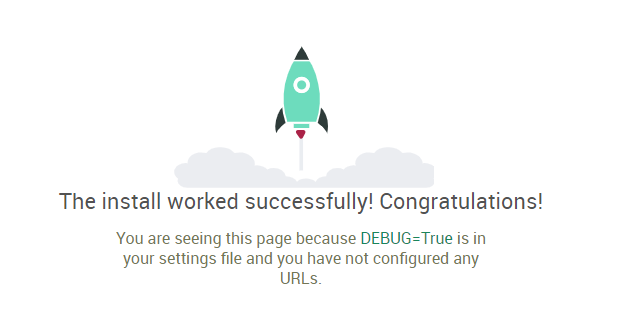 The install worked successfully! Congratulations!
You are seeing this page because DEBUG=True is in
your settings file and you have not configured any
URLs.